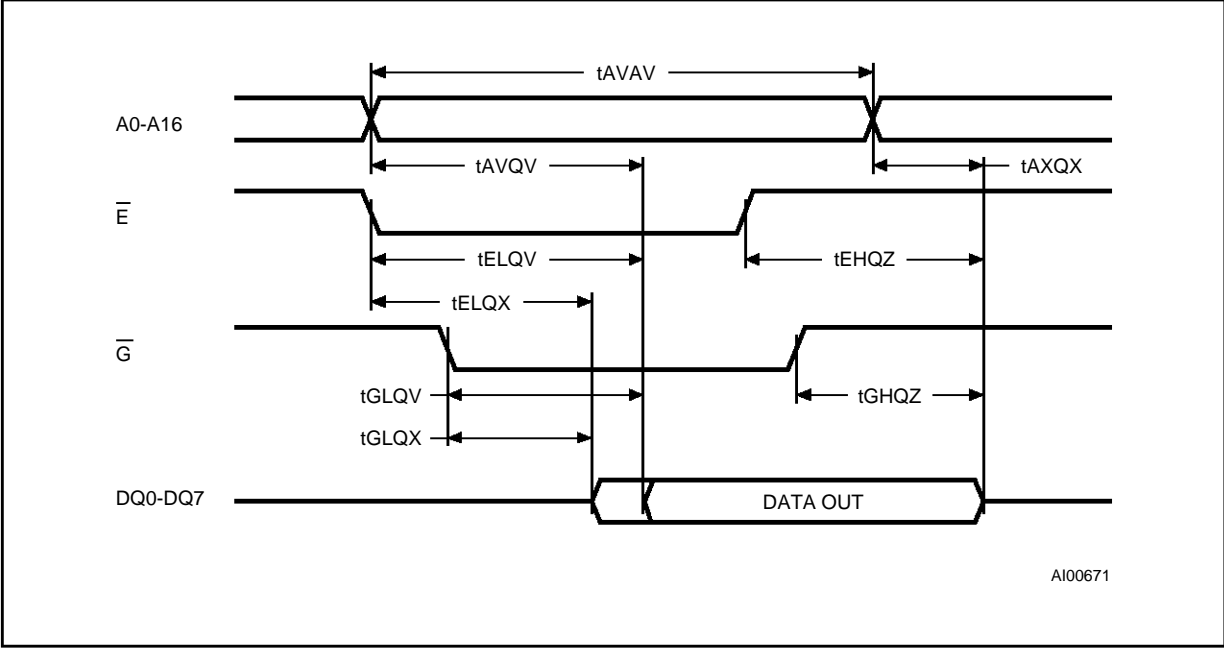 tAVAV
A0-A16
tAVQV
tAXQX
E̅
tELQV
tEHQZ
tELQX
G̅
tGLQV
tGHQZ
tGLQX
DQ0-DQ7
DATA OUT
AI00671